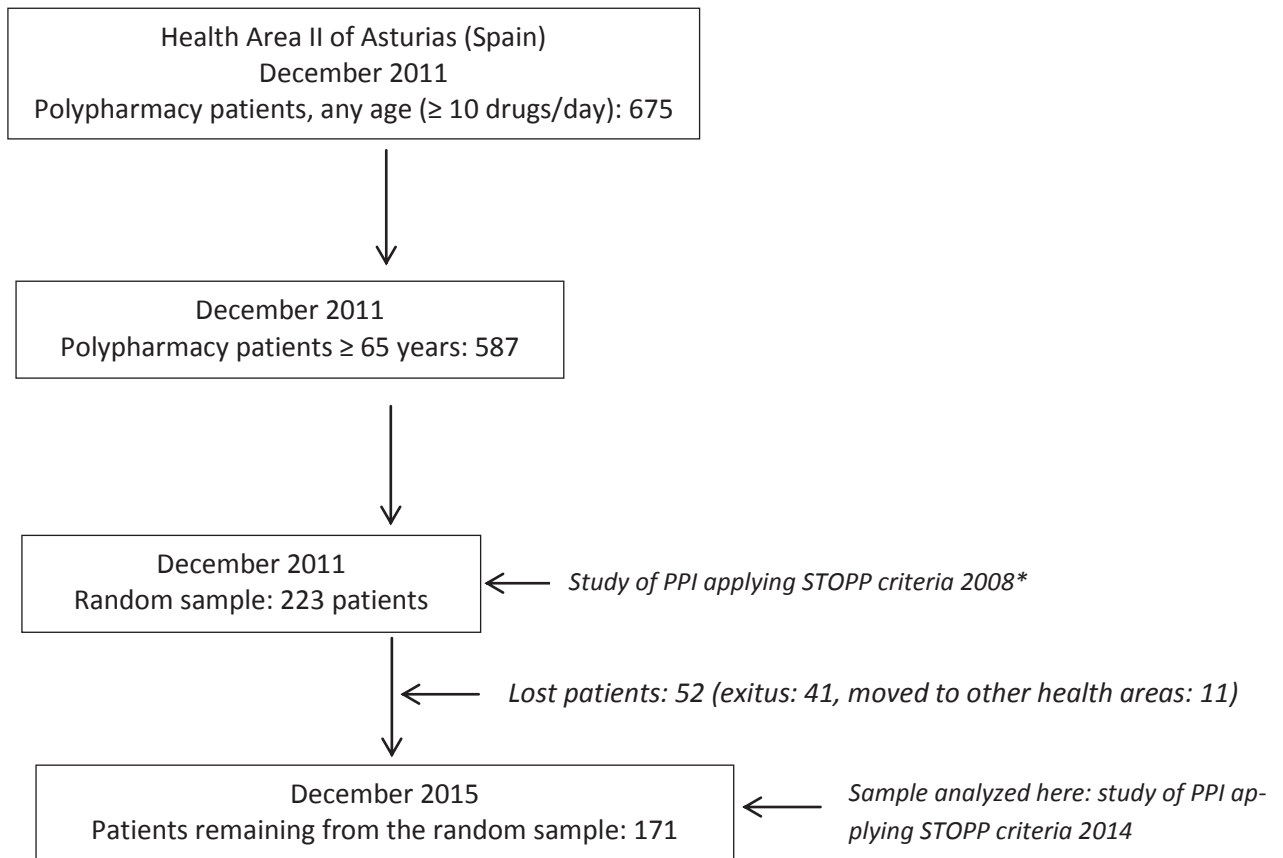 Health Area II of Asturias (Spain)
December 2011
Polypharmacy patients, any age (≥ 10 drugs/day): 675
December 2011
Polypharmacy patients ≥ 65 years: 587
December 2011
Random sample: 223 patients
Study of PPI applying STOPP criteria 2008*
Lost patients: 52 (exitus: 41, moved to other health areas: 11)
December 2015
Patients remaining from the random sample: 171
Sample analyzed here: study of PPI ap-
plying STOPP criteria 2014